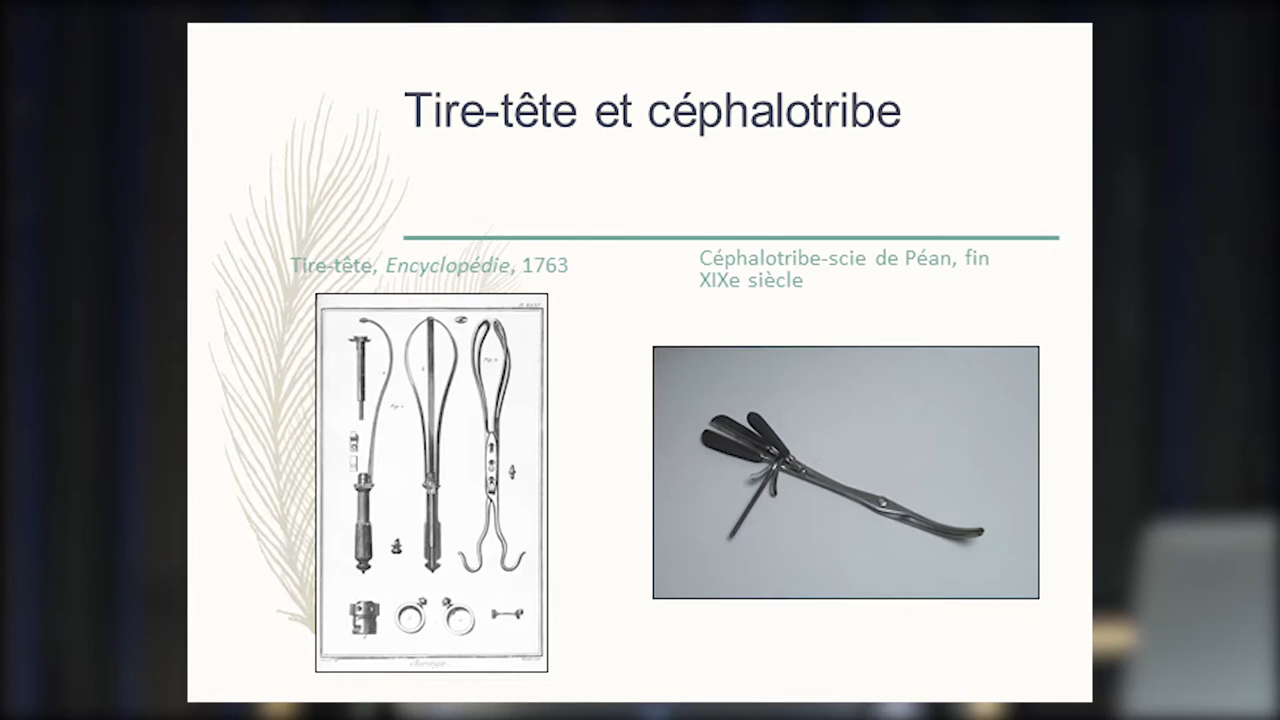 Tire-tête et céphalotribe
Tire-tête, Encyclopédie, 1763
Céphalotribe-scie de Péan, fin
XIXe siècle